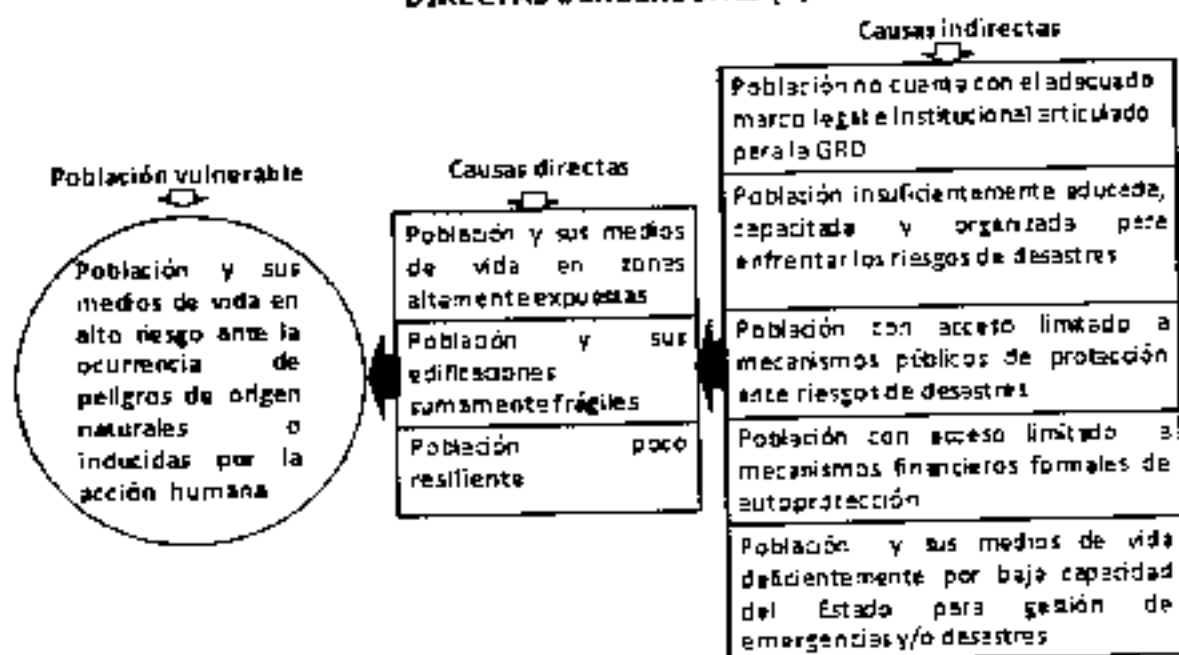 Causas indirectas
Población no cuenta con el adecuado
marco legal e Institucional articulado
para la GRD
Población insuficientemente educada,
capacitada y organizada para
enfrentar los riesgos de desastres
Población con acceso limitado a
mecanismos públicos de protección
ante riesgos de desastres
Población con acceso limitado a
mecanismos financieros formales de
autoprotección
Población y sus medios de vida
deficientemente por baja capacidad
del Estado para gestión de
emergencias y/o desastres
Causas directas
Población y sus medios
de vida en zonas
altamente expuestas
Población y sus
edificaciones
sumamente frágiles
Población poco
resiliente
Población vulnerable
Población y sus
medios de vida en
alto riesgo ante la
ocurrencia de
peligros de origen
naturales o
inducidas por la
acción humana